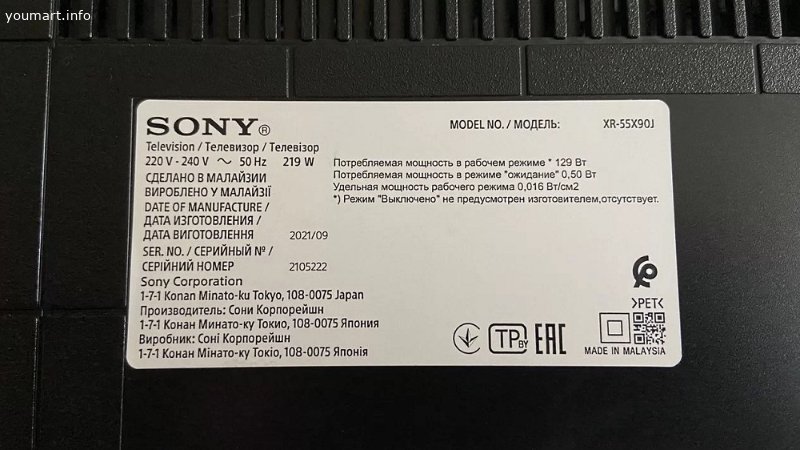 youmart.info
SONY®
MODEL NO. / МОДЕЛЬ: XR-55X90J
Television / Телевизор / Телевізор
220 V - 240 V ～ 50 Hz 219 W
Потребляемая мощность в рабочем режиме * 129 Вт
Потребляемая мощность в режиме "ожидание" 0,50 Вт
Удельная мощность рабочего режима 0,016 Вт/см2
*) Режим "Выключено" не предусмотрен изготовителем,отсутствует.
СДЕЛАНО В МАЛАЙЗИИ
ВИРОБЛЕНО У МАЛАЙЗІЇ
DATE OF MANUFACTURE /
ДАТА ИЗГОТОВЛЕНИЯ /
ДАТА ВИГОТОВЛЕННЯ 2021/09
SER. NO. / СЕРИЙНЫЙ № /
СЕРІЙНИЙ НОМЕР 2105222
Sony Corporation
1-7-1 Konan Minato-ku Tokyo, 108-0075 Japan
Производитель: Сони Корпорейшн
1-7-1 Конан Минато-ку Токио, 108-0075 Япония
Виробник: Соні Корпорейшн
1-7-1 Конан Мінато-ку Токіо, 108-0075 Японія
TP BY EAC
>PET<
MADE IN MALAYSIA